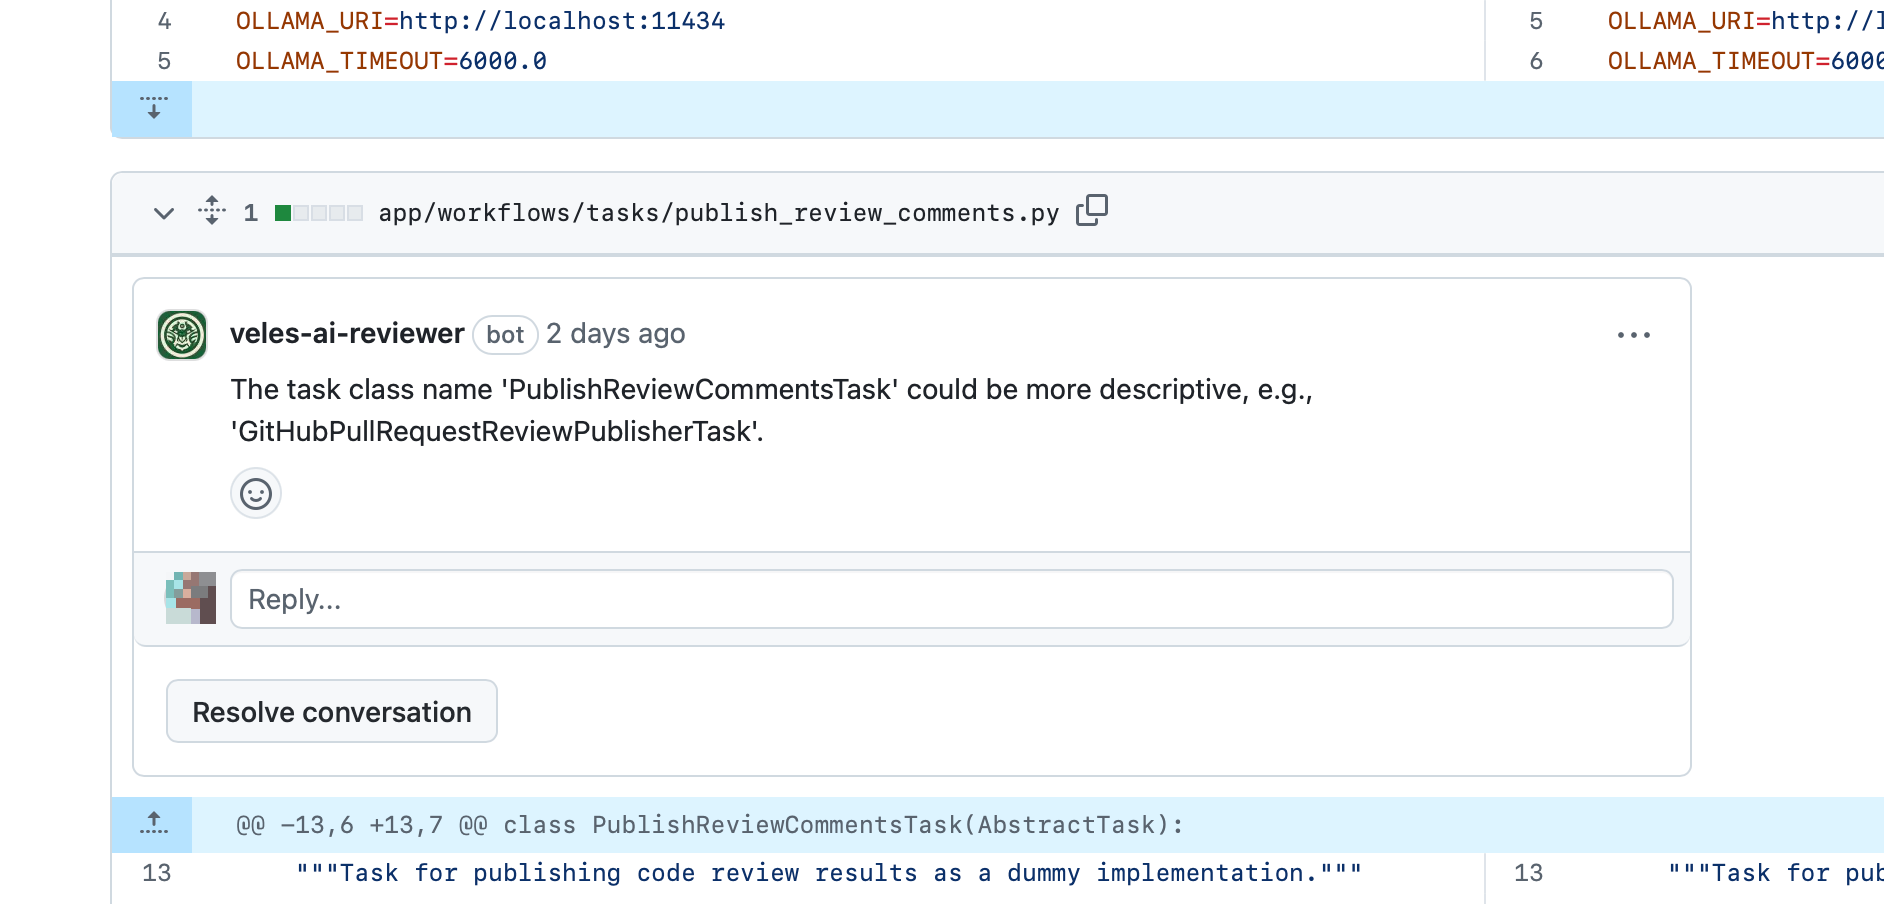 4 OLLAMA_URI=http://localhost:11434 5 OLLAMA_URI=http://l
5 OLLAMA_TIMEOUT=6000.0 6 OLLAMA_TIMEOUT=6000
1 app/workflows/tasks/publish_review_comments.py
veles-ai-reviewer bot 2 days ago
The task class name 'PublishReviewCommentsTask' could be more descriptive, e.g.,
'GitHubPullRequestReviewPublisherTask'.
Reply...
Resolve conversation
@@ -13,6 +13,7 @@ class PublishReviewCommentsTask(AbstractTask):
13 """Task for publishing code review results as a dummy implementation.""" 13 """Task for pub